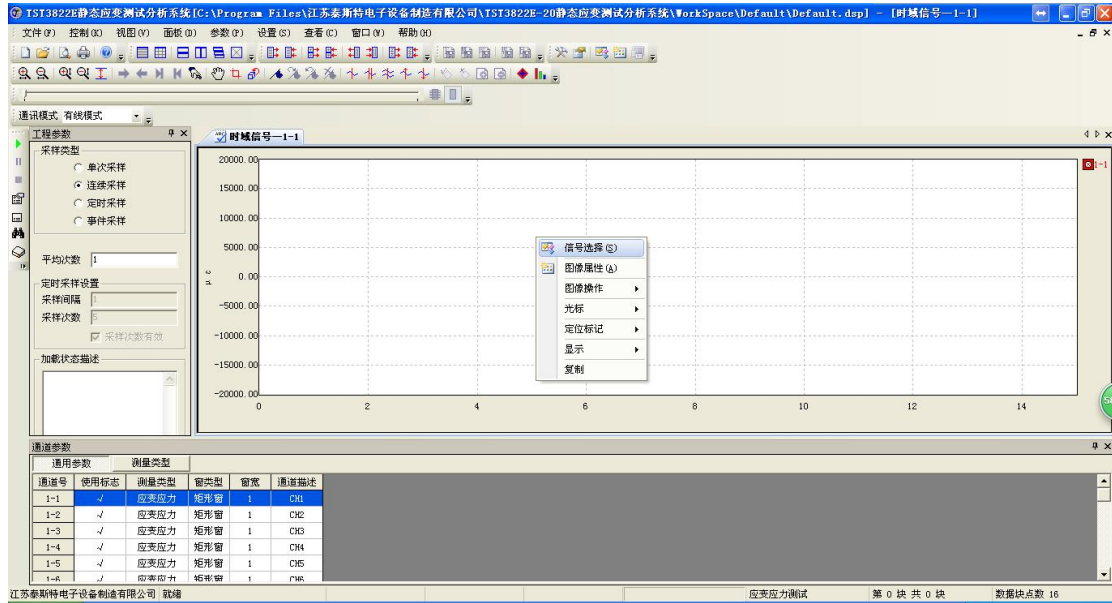 TST3822E静态应变测试分析系统[C:\Program Files\江苏泰斯特电子设备制造有限公司\TST3822E-20静态应变测试分析系统\WorkSpace\Default\Default.dsp] - [时域信号—1-1]
文件(F) 控制(K) 视图(V) 面板(D) 参数(P) 设置(S) 查看(C) 窗口(W) 帮助(H)
通讯模式 有线模式
工程参数
时域信号—1-1
采样类型
单次采样
连续采样
定时采样
事件采样
平均次数 1
定时采样设置
采样间隔 1
采样次数 5
采样次数有效
加载状态描述
20000.00
15000.00
10000.00
5000.00
0.00
-5000.00
-10000.00
-15000.00
-20000.00
με
0 2 4 6 8 10 12 14
1-1
信号选择(S)
图像属性(A)
图像操作
光标
定位标记
显示
复制
通道参数
通用参数 测量类型
通道号 使用标志 测量类型 窗类型 窗宽 通道描述
1-1 √ 应变应力 矩形窗 1 CH1
1-2 √ 应变应力 矩形窗 1 CH2
1-3 √ 应变应力 矩形窗 1 CH3
1-4 √ 应变应力 矩形窗 1 CH4
1-5 √ 应变应力 矩形窗 1 CH5
1-6 √ 应变应力 矩形窗 1 CH6
江苏泰斯特电子设备制造有限公司 就绪 应变应力测试 第 0 块 共 0 块 数据块点数 16